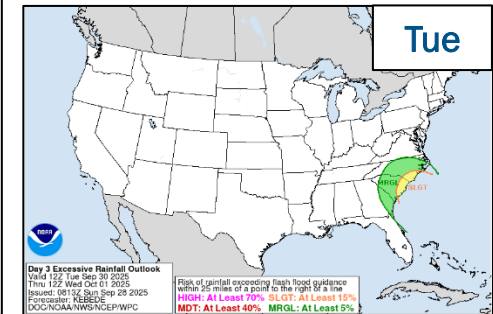 Tue
MRGL
SLGT
NOAA
Day 3 Excessive Rainfall Outlook
Valid 12Z Tue Sep 30 2025
Thru 12Z Wed Oct 01 2025
Issued: 0813Z Sun Sep 28 2025
Forecaster: KEBEDE
DOC/NOAA/NWS/NCEP/WPC
Risk of rainfall exceeding flash flood guidance
within 25 miles of a point to the right of a line
HIGH: At Least 70% SLGT: At Least 15%
MDT: At Least 40% MRGL: At Least 5%